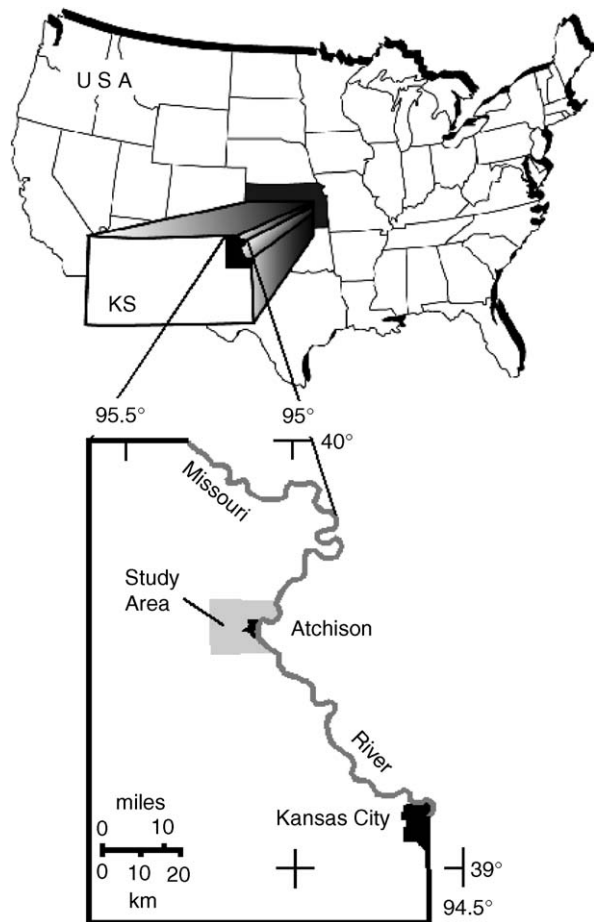 U S A
KS
95.5°
95°
40°
Missouri
Study
Area
Atchison
River
miles
0 10
0 10 20
km
Kansas City
39°
94.5°